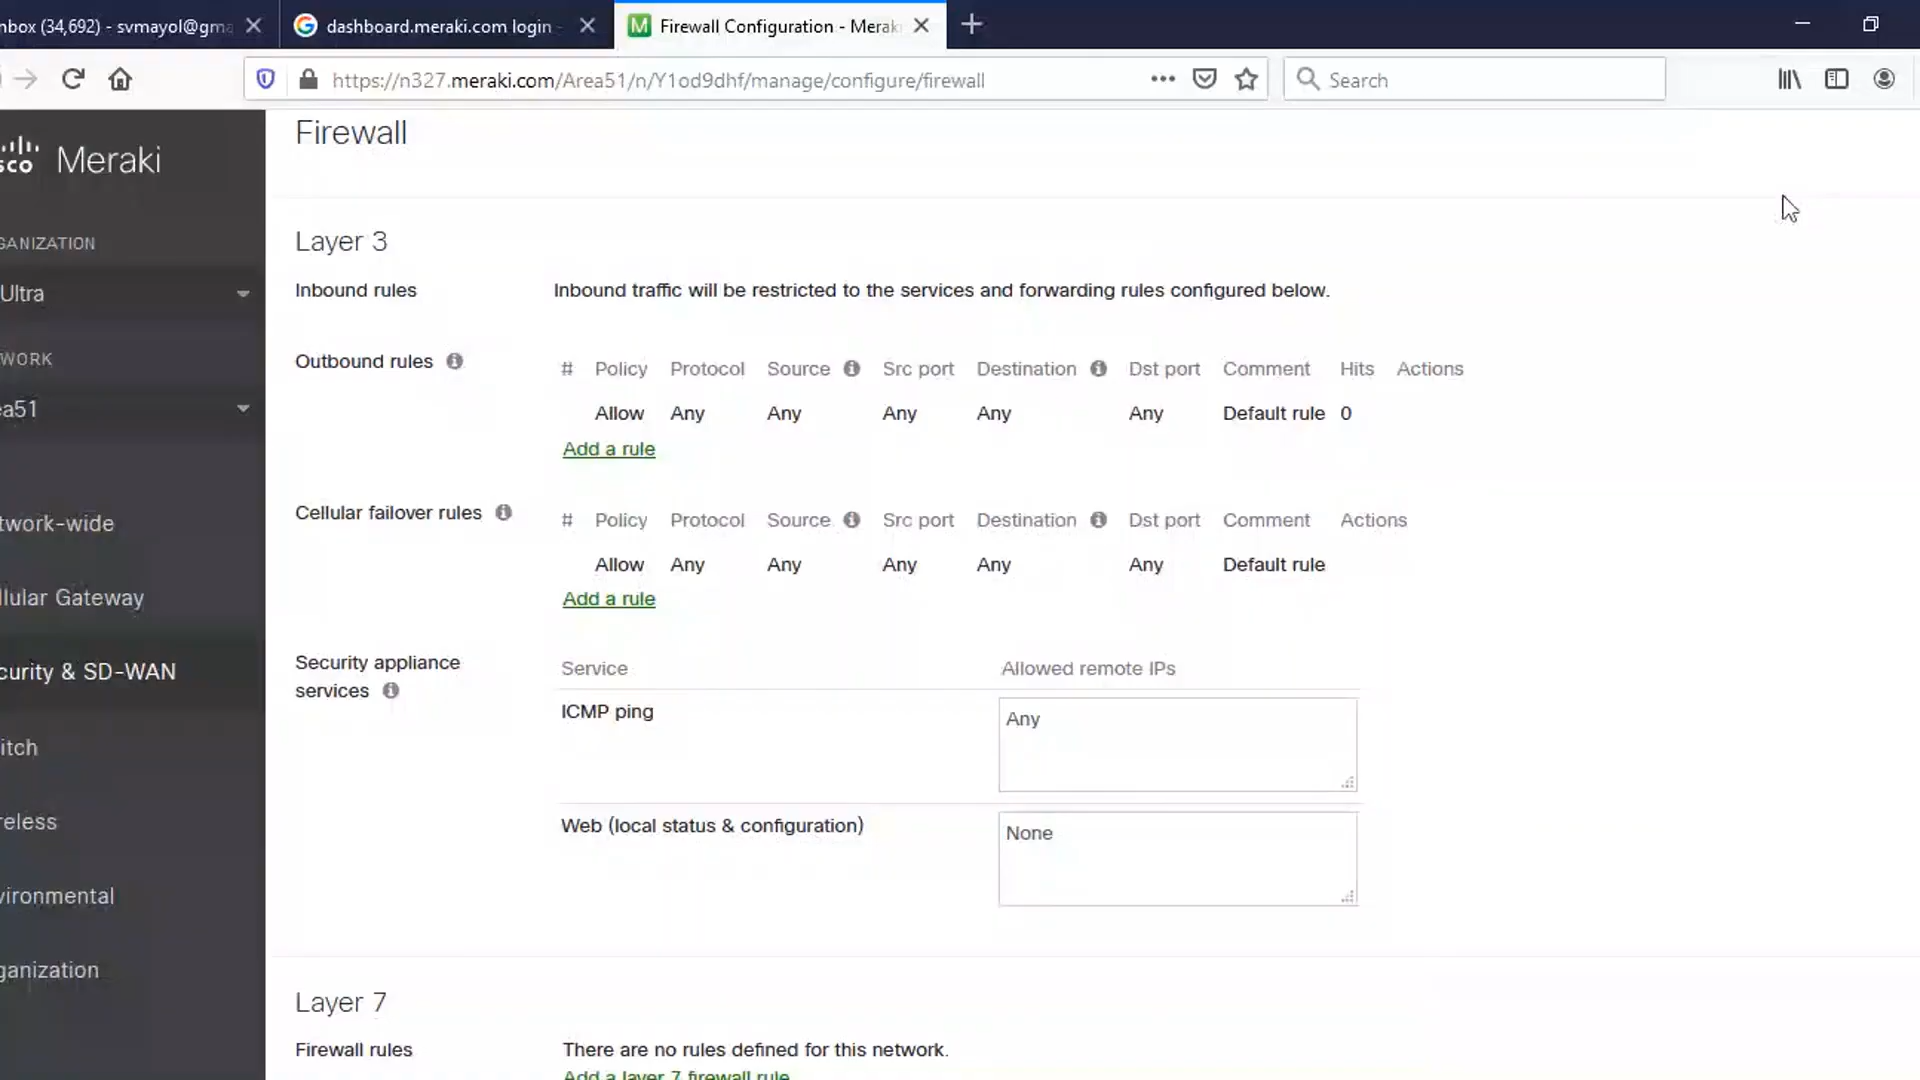 nbox (34,692) - svmayol@gma
dashboard.meraki.com login -
Firewall Configuration - Merak
https://n327.meraki.com/Area51/n/Y1od9dhf/manage/configure/firewall
Search
sco Meraki
GANIZATION
Ultra
WORK
ea51
twork-wide
llular Gateway
curity & SD-WAN
itch
reless
vironmental
ganization
Firewall
Layer 3
Inbound rules Inbound traffic will be restricted to the services and forwarding rules configured below.
Outbound rules # Policy Protocol Source Src port Destination Dst port Comment Hits Actions
Allow Any Any Any Any Any Default rule 0
Add a rule
Cellular failover rules # Policy Protocol Source Src port Destination Dst port Comment Actions
Allow Any Any Any Any Any Default rule
Add a rule
Security appliance services Service Allowed remote IPs
ICMP ping Any
Web (local status & configuration) None
Layer 7
Firewall rules There are no rules defined for this network.
Add a layer 7 firewall rule